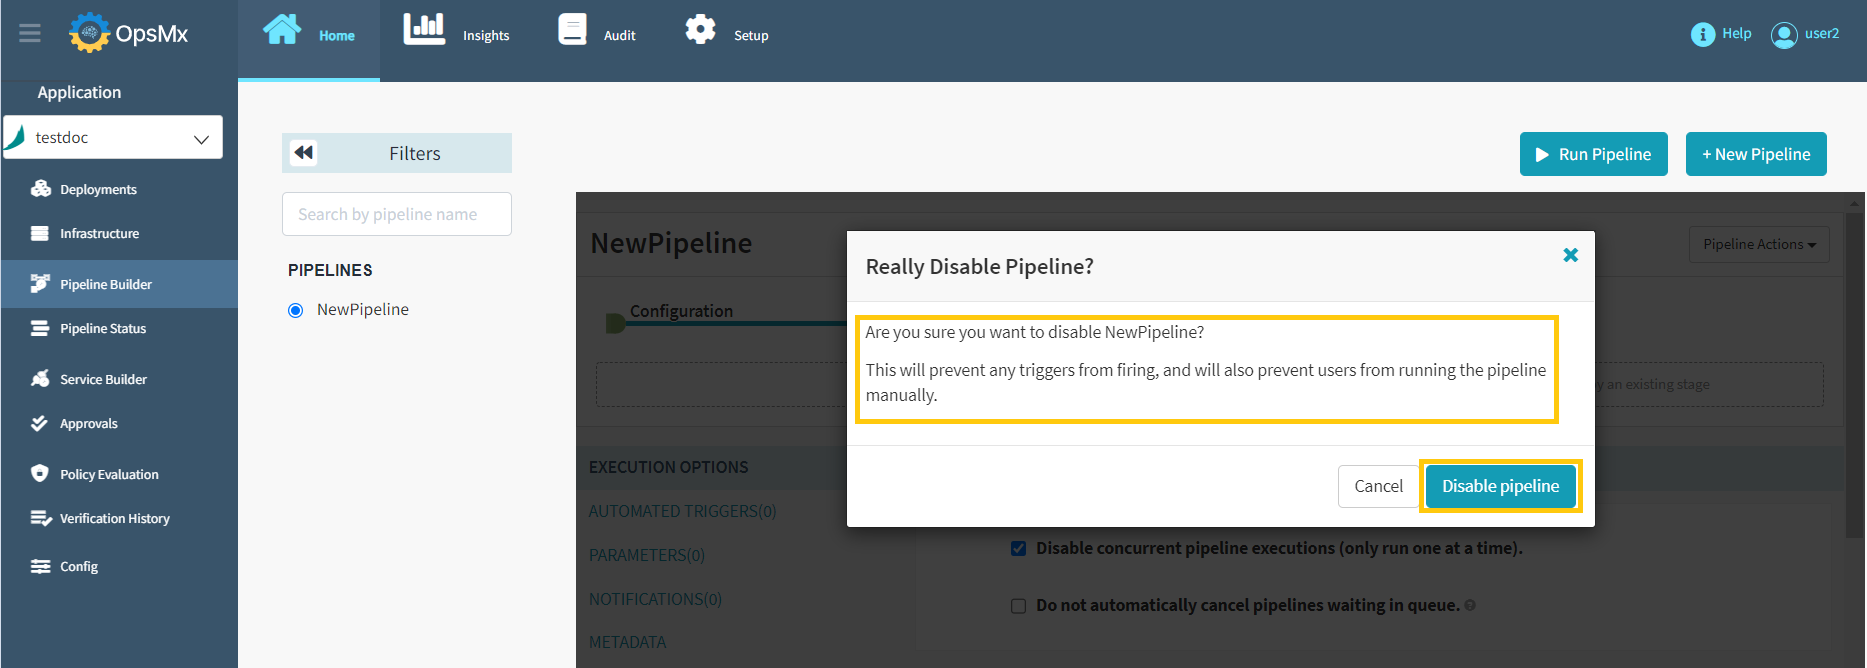 OpsMx
Home
Insights
Audit
Setup
Help
user2
Application
testdoc
Deployments
Infrastructure
Pipeline Builder
Pipeline Status
Service Builder
Approvals
Policy Evaluation
Verification History
Config
Filters
Search by pipeline name
PIPELINES
NewPipeline
Run Pipeline
+ New Pipeline
NewPipeline
Pipeline Actions
Configuration
an existing stage
Really Disable Pipeline?
Are you sure you want to disable NewPipeline?
This will prevent any triggers from firing, and will also prevent users from running the pipeline
manually.
Cancel
Disable pipeline
EXECUTION OPTIONS
AUTOMATED TRIGGERS(0)
PARAMETERS(0)
NOTIFICATIONS(0)
METADATA
Disable concurrent pipeline executions (only run one at a time).
Do not automatically cancel pipelines waiting in queue.